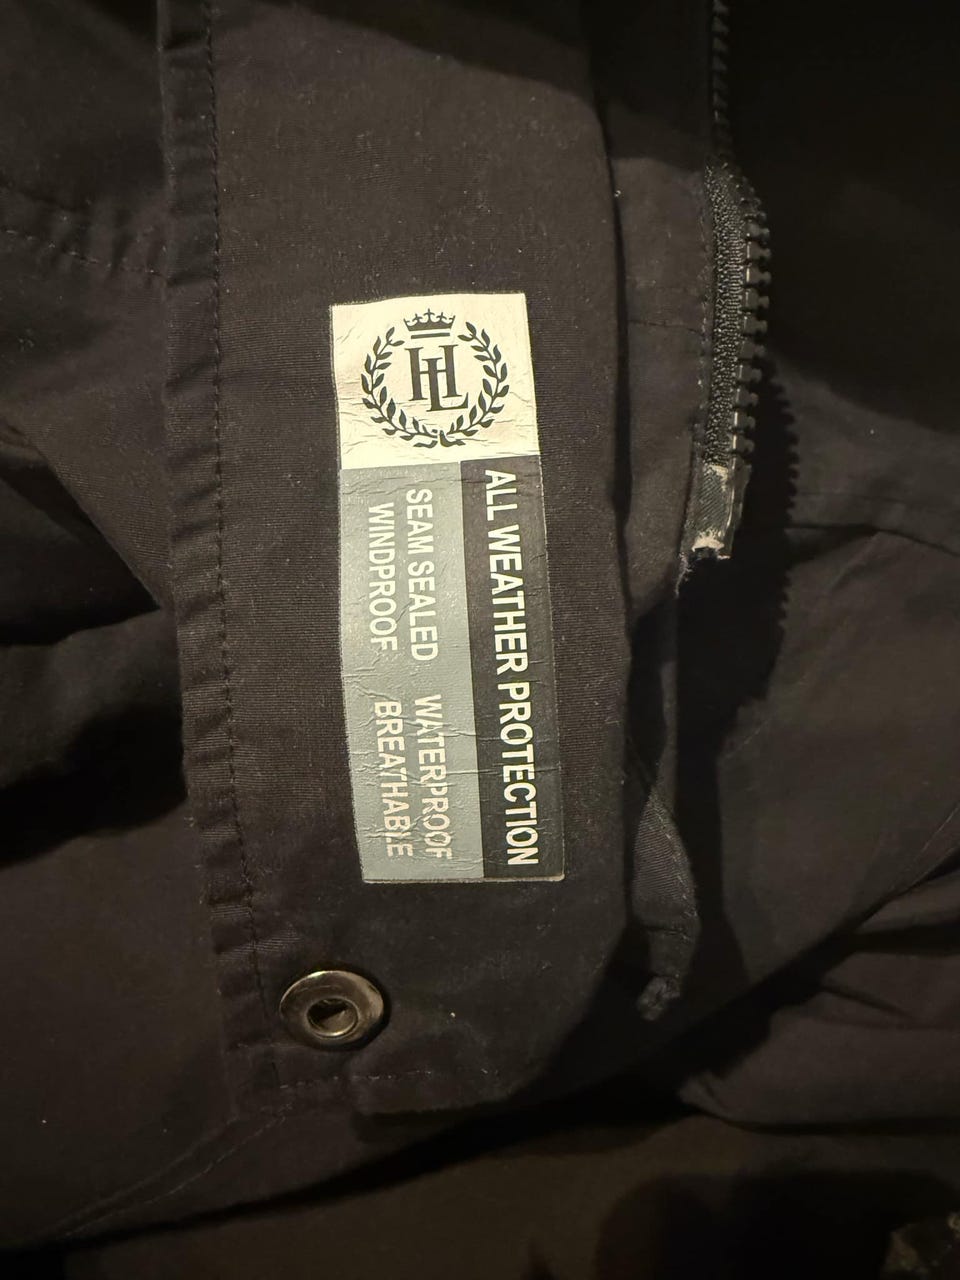 HL
ALL WEATHER PROTECTION
SEAM SEALED WATERPROOF
WINDPROOF BREATHABLE